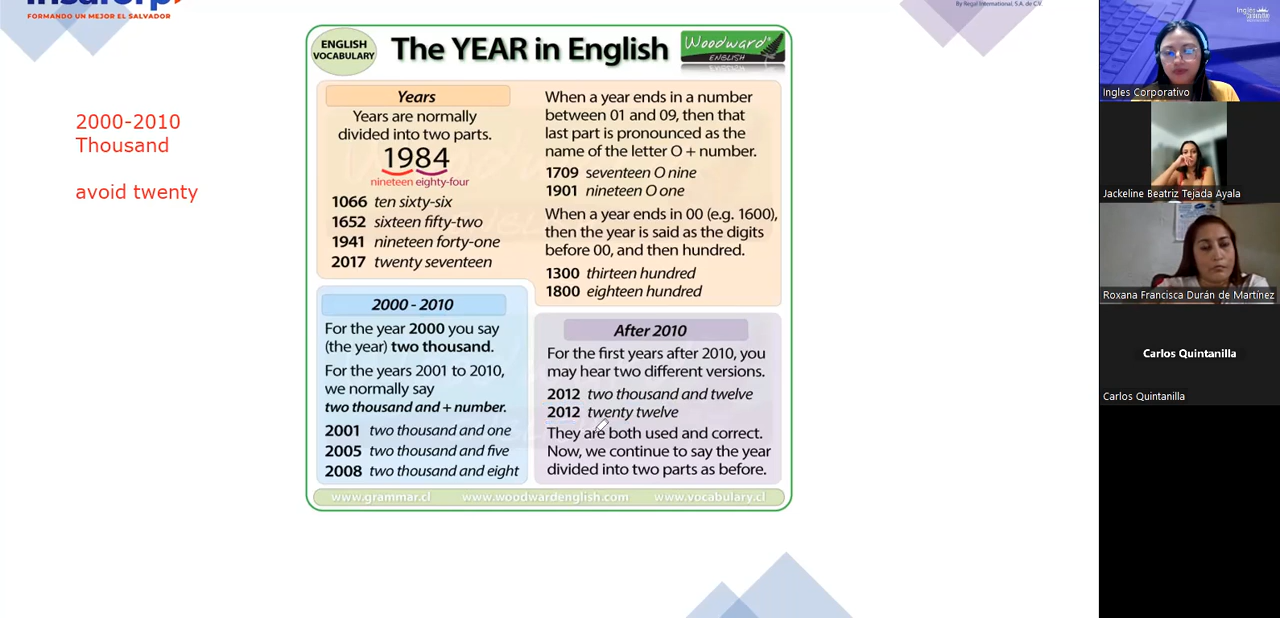 FORMANDO UN MEJOR EL SALVADOR
By Regal International, S.A. de C.V.
2000-2010
Thousand
avoid twenty
ENGLISH
VOCABULARY
The YEAR in English
Woodward
ENGLISH
Years
Years are normally
divided into two parts.
1984
nineteen eighty-four
1066 ten sixty-six
1652 sixteen fifty-two
1941 nineteen forty-one
2017 twenty seventeen
When a year ends in a number
between 01 and 09, then that
last part is pronounced as the
name of the letter O + number.
1709 seventeen O nine
1901 nineteen O one
When a year ends in 00 (e.g. 1600),
then the year is said as the digits
before 00, and then hundred.
1300 thirteen hundred
1800 eighteen hundred
2000 - 2010
For the year 2000 you say
(the year) two thousand.
For the years 2001 to 2010,
we normally say
two thousand and + number.
2001 two thousand and one
2005 two thousand and five
2008 two thousand and eight
After 2010
For the first years after 2010, you
may hear two different versions.
2012 two thousand and twelve
2012 twenty twelve
They are both used and correct.
Now, we continue to say the year
divided into two parts as before.
www.grammar.cl www.woodwardenglish.com www.vocabulary.cl
Ingles
Ingles Corporativo
Jackeline Beatriz Tejada Ayala
Roxana Francisca Durán de Martínez
Carlos Quintanilla
Carlos Quintanilla